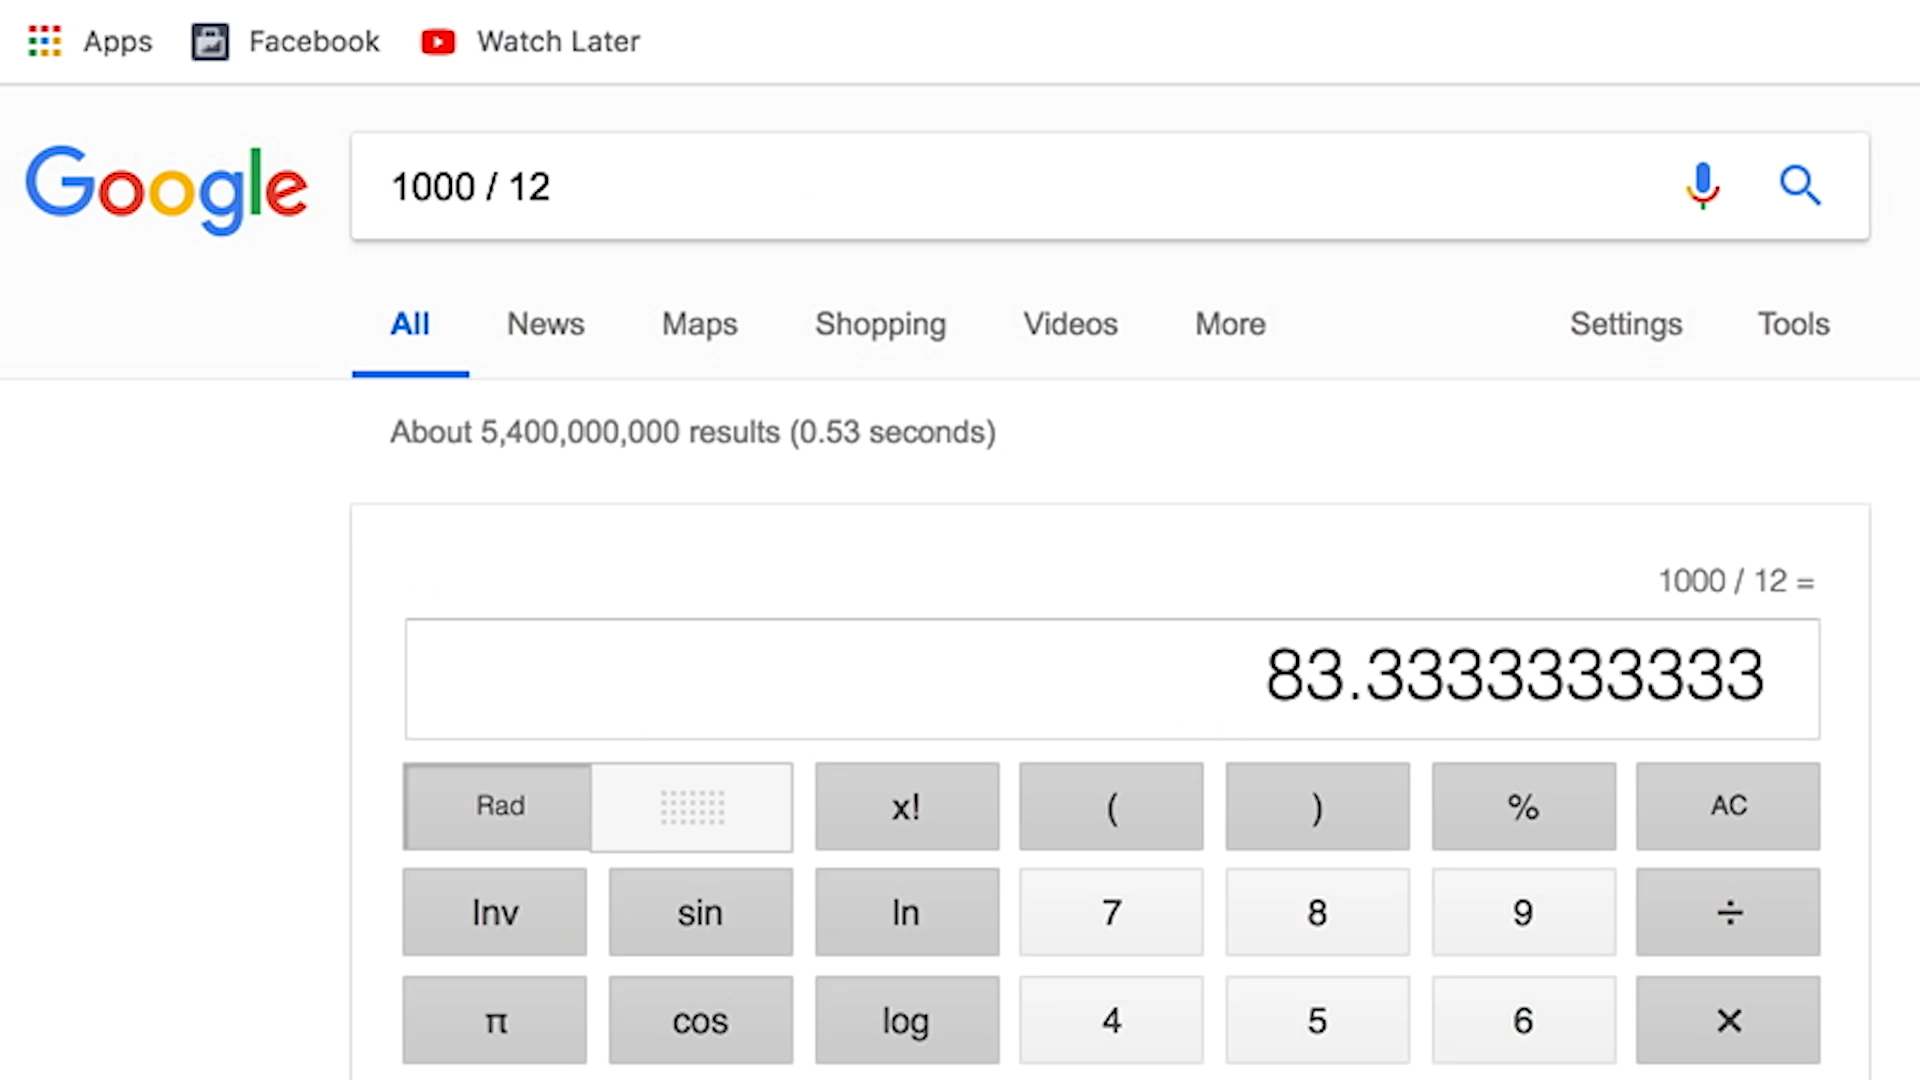 Apps Facebook Watch Later
Google 1000 / 12
All News Maps Shopping Videos More Settings Tools
About 5,400,000,000 results (0.53 seconds)
1000 / 12 =
83.3333333333
Rad x! ( ) % AC
Inv sin ln 7 8 9 ÷
π cos log 4 5 6 ×